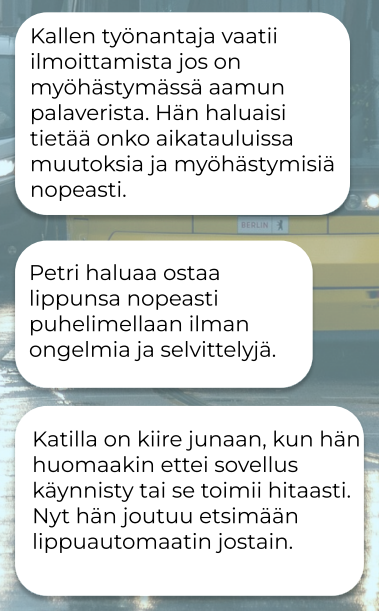 Kallen työnantaja vaatii
ilmoittamista jos on
myöhästymässä aamun
palaverista. Hän haluaisi
tietää onko aikatauluissa
muutoksia ja myöhästymisiä
nopeasti.
BERLIN
Petri haluaa ostaa
lippunsa nopeasti
puhelimellaan ilman
ongelmia ja selvittelyjä.
Katilla on kiire junaan, kun hän
huomaakin ettei sovellus
käynnisty tai se toimii hitaasti.
Nyt hän joutuu etsimään
lippuautomaatin jostain.